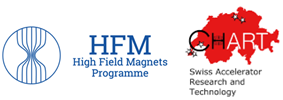 HFM
High Field Magnets
Programme
CHART
Swiss Accelerator
Research and
Technology